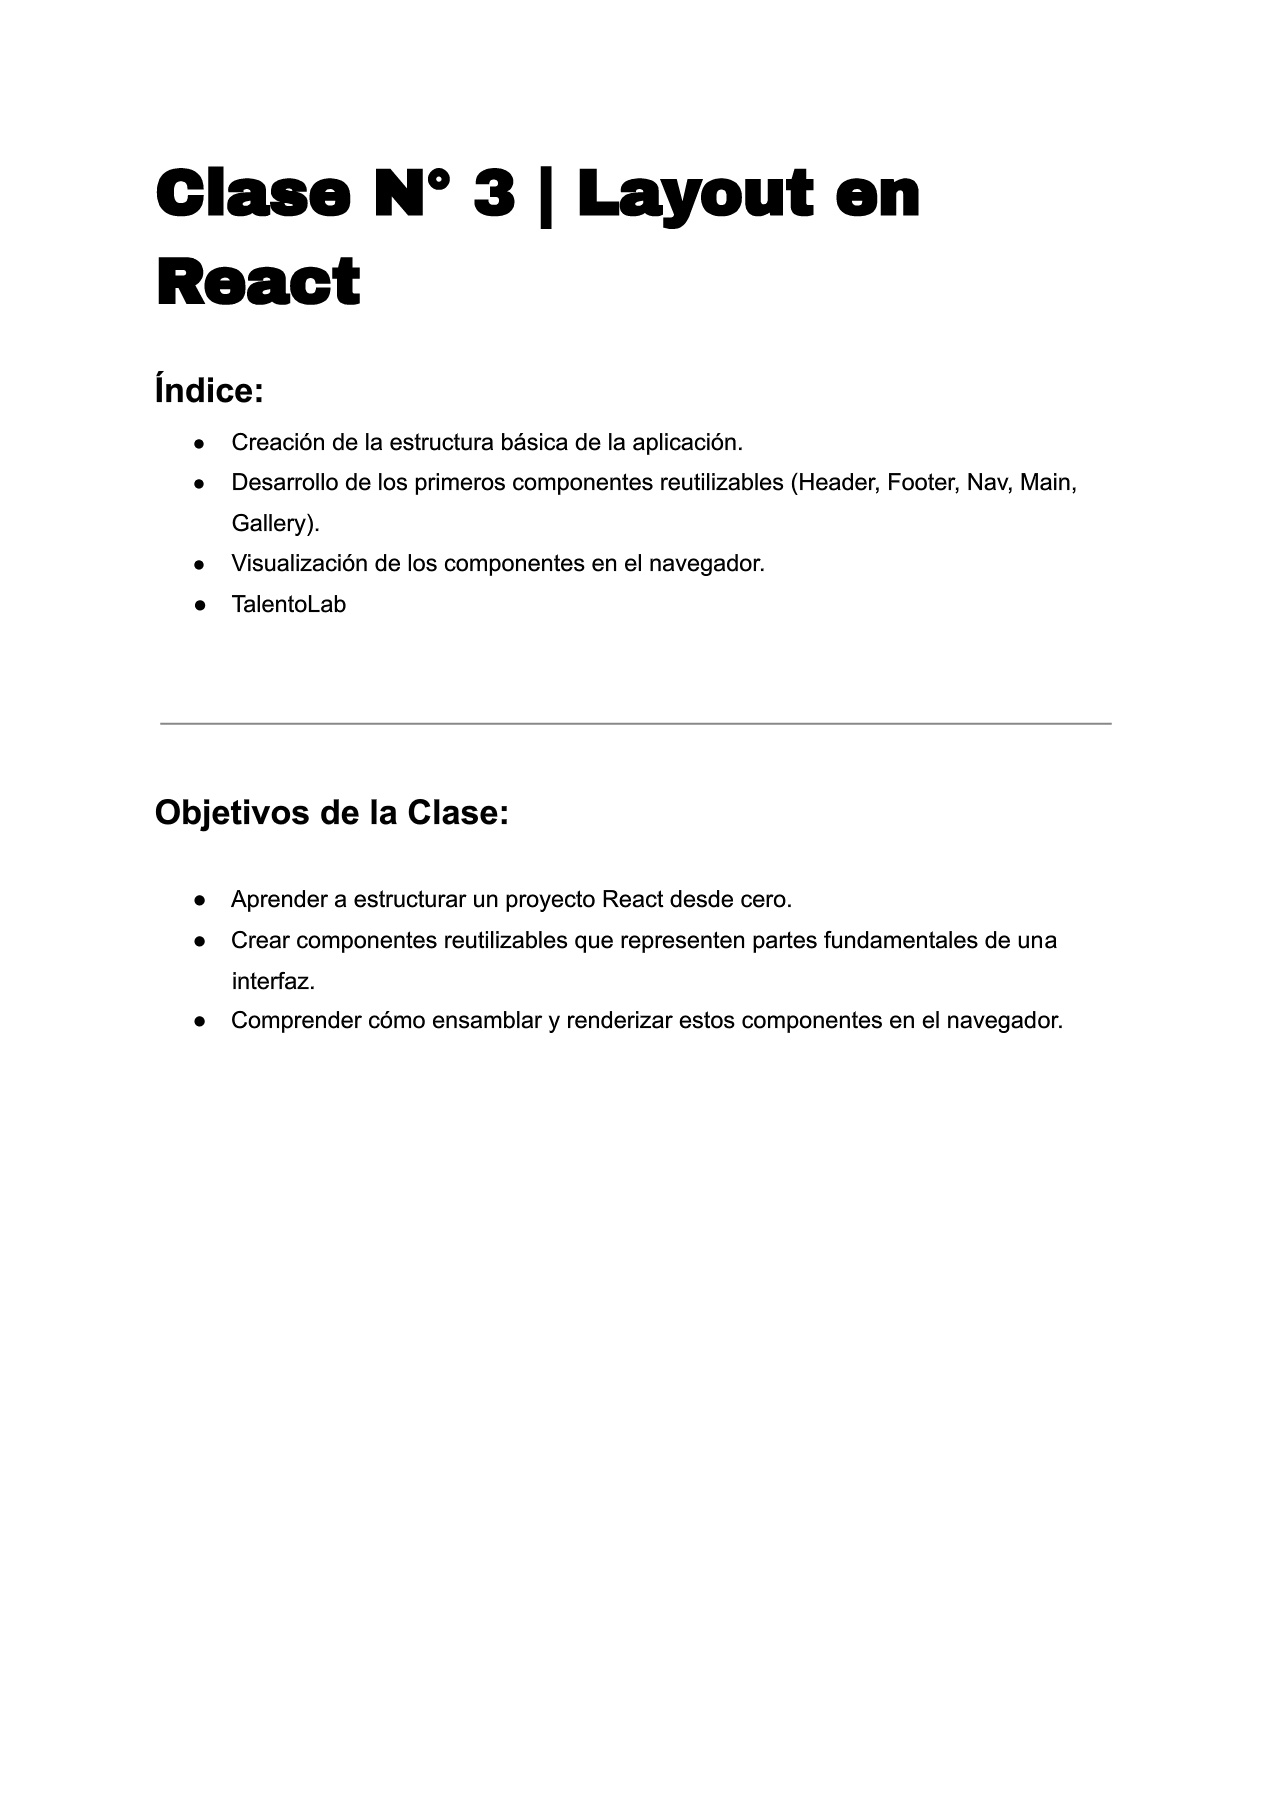 Clase N° 3 | Layout en
React
Índice:
● Creación de la estructura básica de la aplicación.
● Desarrollo de los primeros componentes reutilizables (Header, Footer, Nav, Main,
Gallery).
● Visualización de los componentes en el navegador.
● TalentoLab
Objetivos de la Clase:
● Aprender a estructurar un proyecto React desde cero.
● Crear componentes reutilizables que representen partes fundamentales de una
interfaz.
● Comprender cómo ensamblar y renderizar estos componentes en el navegador.